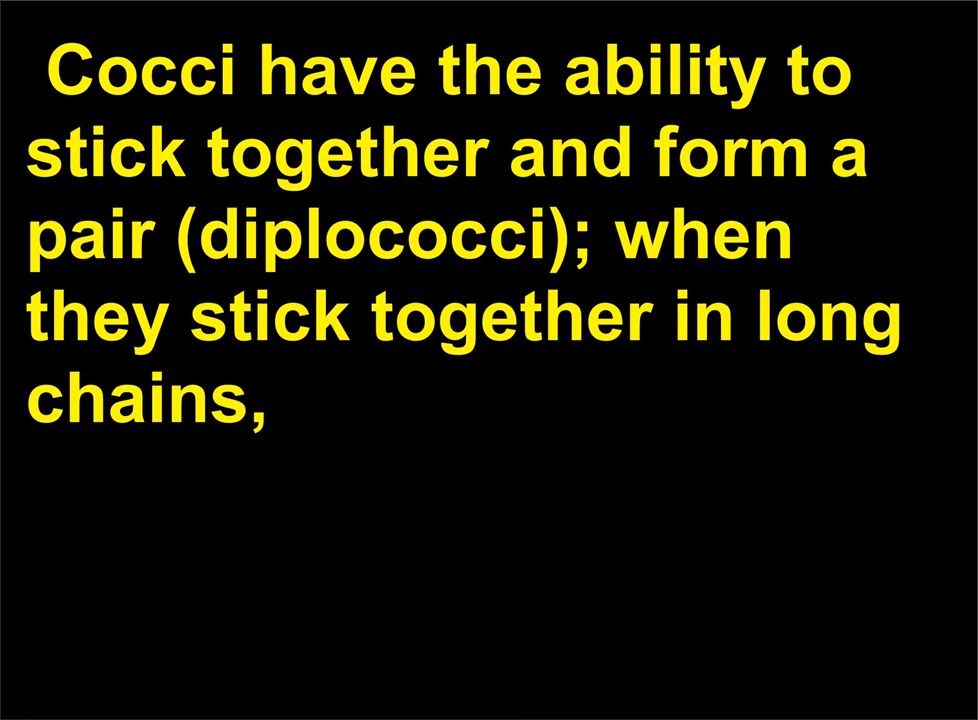 Cocci have the ability to
stick together and form a
pair (diplococci); when
they stick together in long
chains,